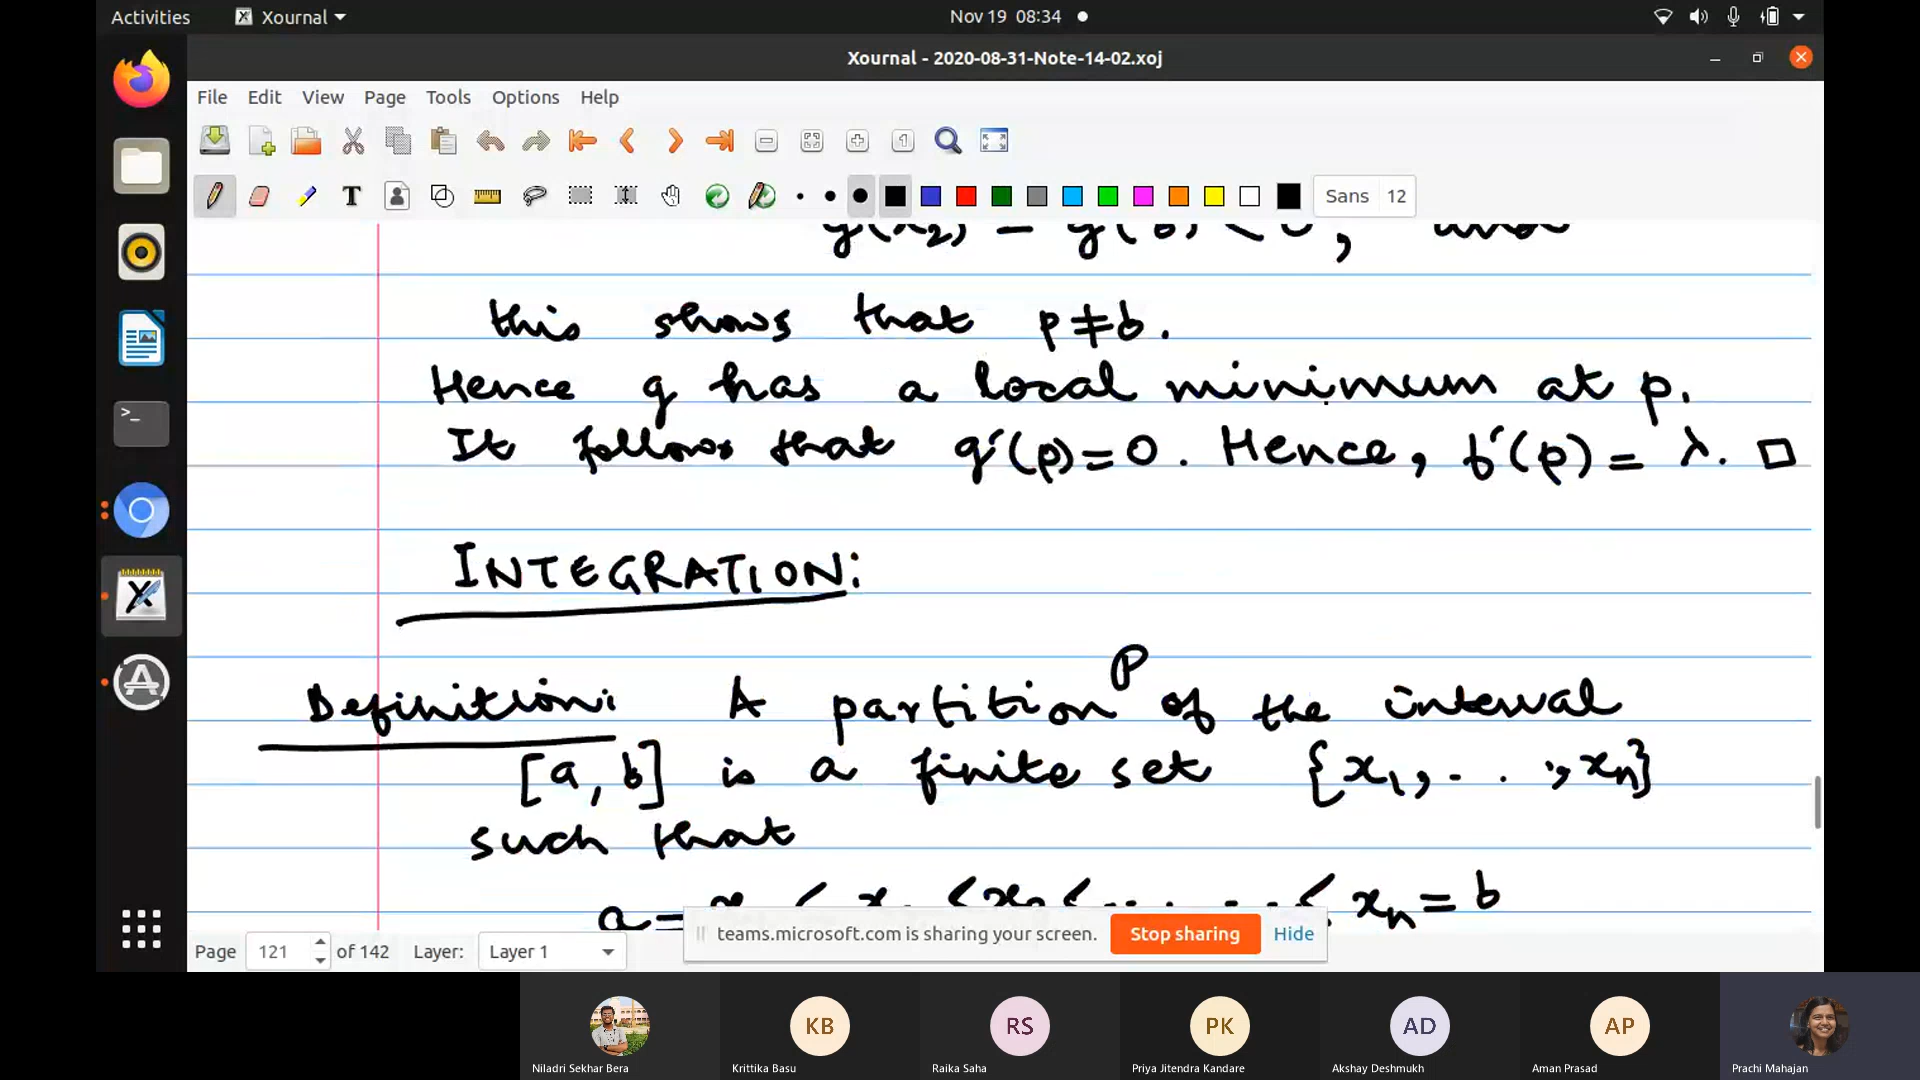 Activities
Xournal
Nov 19 08:34
Xournal - 2020-08-31-Note-14-02.xoj
File Edit View Page Tools Options Help
T
Sans 12
this shows that p≠b.
Hence g has a local minimum at p.
It follows that g'(p)=0. Hence, f'(p) = λ. □
INTEGRATION:
Definition: A partition P of the interval
[a, b] is a finite set {x₁, . . ., xₙ}
such that
xₙ = b
Page 121 of 142 Layer: Layer 1
teams.microsoft.com is sharing your screen. Stop sharing Hide
KB RS PK AD AP
Niladri Sekhar Bera Krittika Basu Raika Saha Priya Jitendra Kandare Akshay Deshmukh Aman Prasad Prachi Mahajan